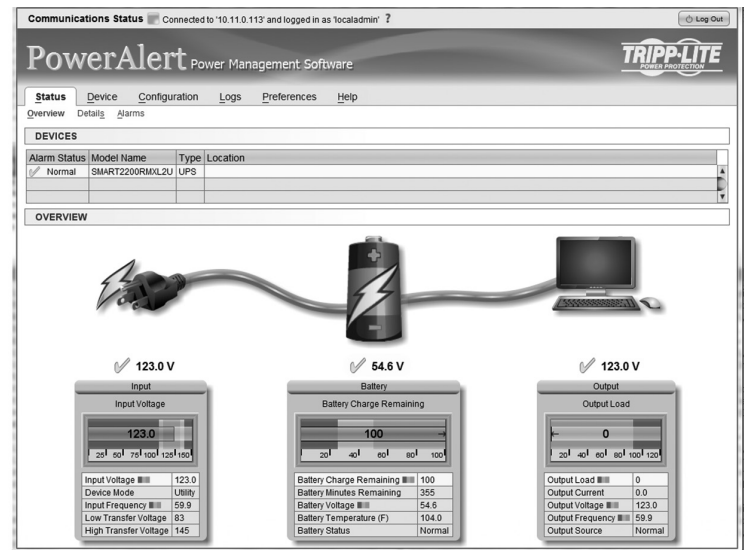 Communications Status Connected to '10.11.0.113' and logged in as 'localadmin' ? Log Out
PowerAlert Power Management Software
TRIPP·LITE
POWER PROTECTION
Status Device Configuration Logs Preferences Help
Overview Details Alarms
DEVICES
Alarm Status Model Name Type Location
Normal SMART2200RMXL2U UPS
OVERVIEW
123.0 V 54.6 V 123.0 V
Input Battery Output
Input Voltage Battery Charge Remaining Output Load
123.0 100 0
25 50 75 100 125 150 20 40 60 80 100 20 40 60 80 100 120
Input Voltage 123.0 Battery Charge Remaining 100 Output Load 0
Device Mode Utility Battery Minutes Remaining 355 Output Current 0.0
Input Frequency 59.9 Battery Voltage 54.6 Output Voltage 123.0
Low Transfer Voltage 83 Battery Temperature (F) 104.0 Output Frequency 59.9
High Transfer Voltage 145 Battery Status Normal Output Source Normal